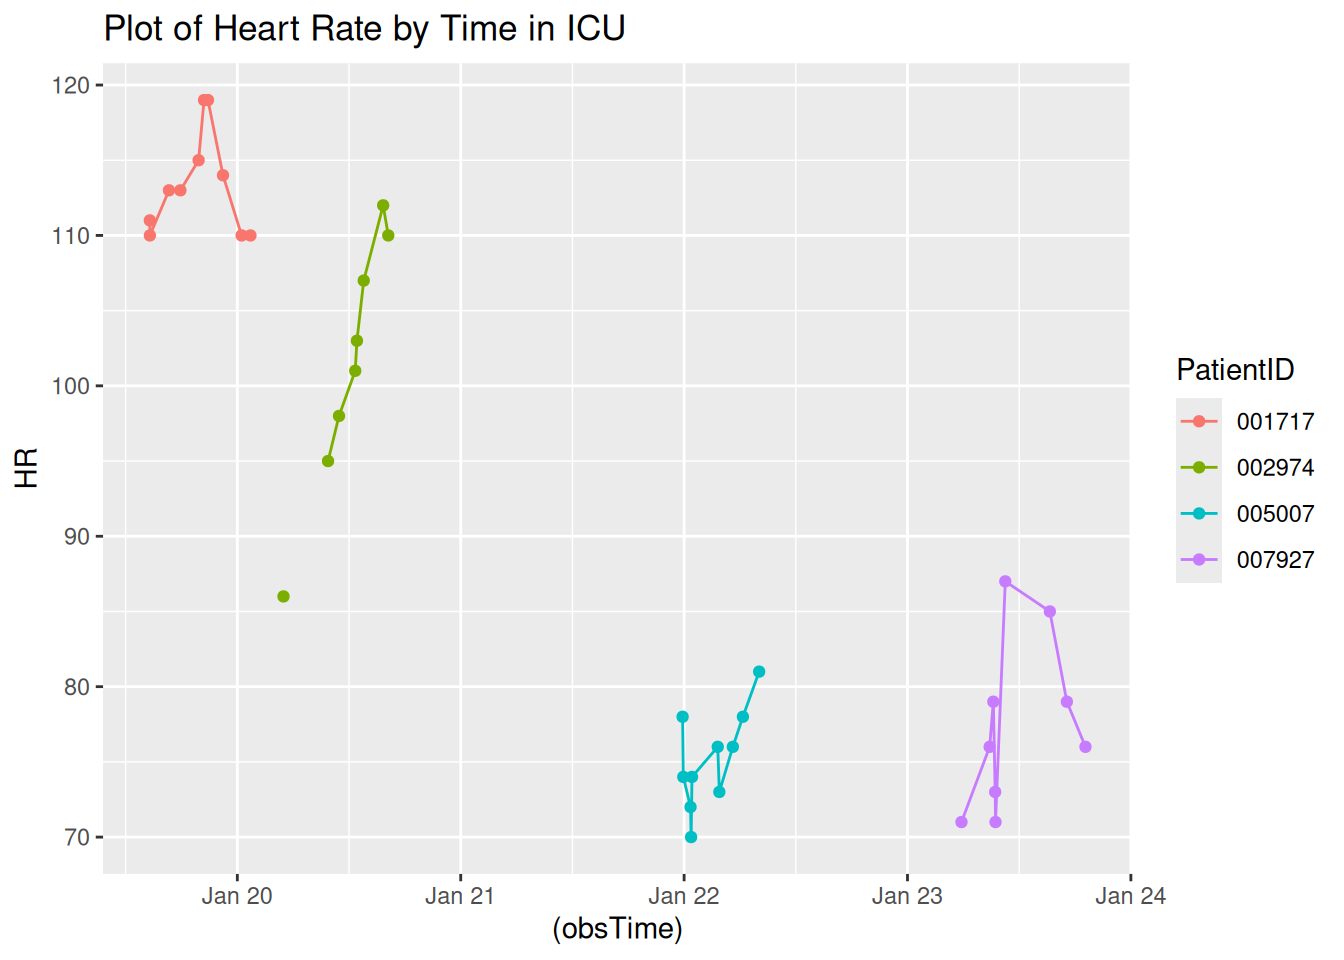 Plot of Heart Rate by Time in ICU
120
110
100
90
80
70
HR
Jan 20
Jan 21
Jan 22
Jan 23
Jan 24
(obsTime)
PatientID
001717
002974
005007
007927